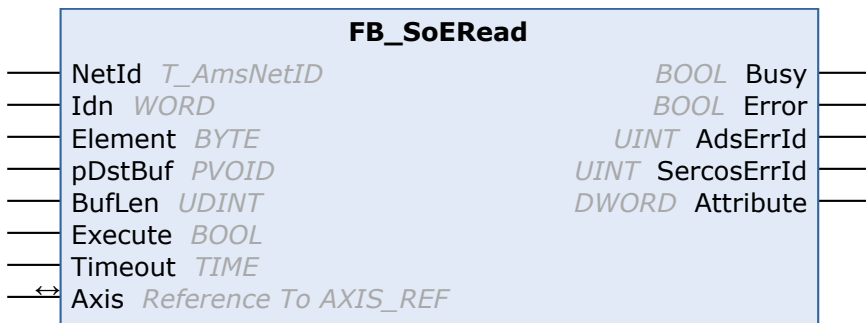 FB_SoERead
NetId T_AmsNetID BOOL Busy
Idn WORD BOOL Error
Element BYTE UINT AdsErrId
pDstBuf PVOID UINT SercosErrId
BufLen UDINT DWORD Attribute
Execute BOOL
Timeout TIME
↔ Axis Reference To AXIS_REF